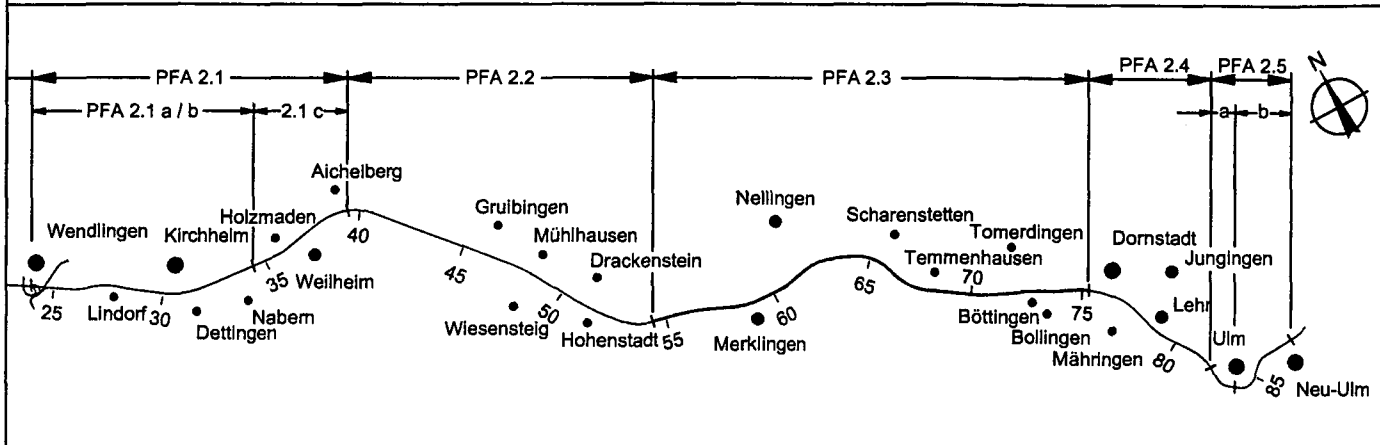 PFA 2.1
PFA 2.2
PFA 2.3
PFA 2.4
PFA 2.5
N
PFA 2.1 a / b
2.1 c
a
b
Aichelberg
Wendlingen
Kirchheim
Holzmaden
40
Gruibingen
Mühlhausen
Drackenstein
Nellingen
Scharenstetten
Tomerdingen
Temmenhausen
70
Dornstadt
Jungingen
25
Lindorf
30
Dettingen
Nabern
35
Weilheim
45
Wiesensteig
50
Hohenstadt
55
Merklingen
60
65
Böttingen
Bollingen
75
Mähringen
Lehr
80
Ulm
85
Neu-Ulm